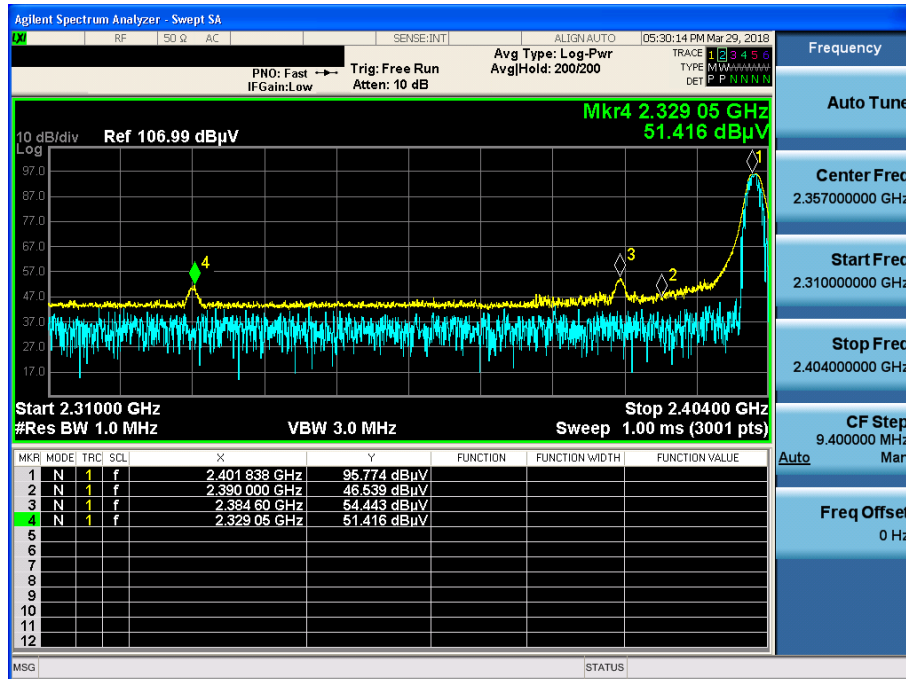 Agilent Spectrum Analyzer - Swept SA
LXI RF 50 Ω AC SENSE:INT ALIGN AUTO 05:30:14 PM Mar 29, 2018
Frequency
PNO: Fast Trig: Free Run Avg Type: Log-Pwr TRACE 1 2 3 4 5 6
IFGain:Low Atten: 10 dB Avg|Hold: 200/200 TYPE M W W W W W
DET P P N N N N
Auto Tune
Mkr4 2.329 05 GHz
51.416 dBµV
10 dB/div Ref 106.99 dBµV
Log
97.0
87.0
77.0
67.0
57.0
47.0
37.0
27.0
17.0
1
2
3
4
Center Freq
2.357000000 GHz
Start Freq
2.310000000 GHz
Stop Freq
2.404000000 GHz
Start 2.31000 GHz Stop 2.40400 GHz
#Res BW 1.0 MHz VBW 3.0 MHz Sweep 1.00 ms (3001 pts)
CF Step
9.400000 MHz
Auto Man
Freq Offset
0 Hz
MKR MODE TRC SCL X Y FUNCTION FUNCTION WIDTH FUNCTION VALUE
1 N 1 f 2.401 838 GHz 95.774 dBµV
2 N 1 f 2.390 000 GHz 46.539 dBµV
3 N 1 f 2.384 60 GHz 54.443 dBµV
4 N 1 f 2.329 05 GHz 51.416 dBµV
5
6
7
8
9
10
11
12
MSG STATUS